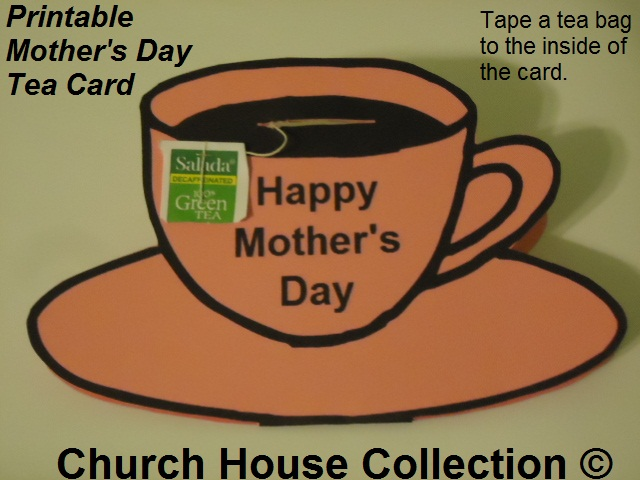 Printable
Mother's Day
Tea Card
Tape a tea bag
to the inside of
the card.
Salada®
DECAFFEINATED
100%
Green
TEA
Happy
Mother's
Day
Church House Collection ©